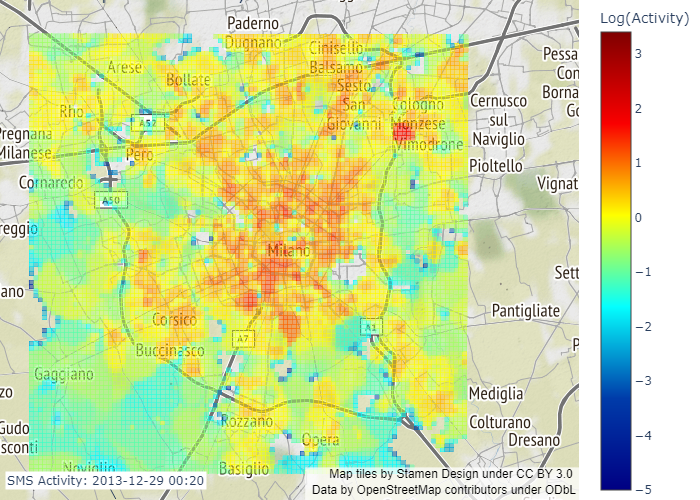 Log(Activity)
3
2
1
0
−1
−2
−3
−4
−5
Paderno
Dugnano
Cinisello
Balsamo
Arese
Bollate
Sesto
San
Giovanni
Rho
Cologno
Monzese
Vimodrone
Cernusco
sul
Naviglio
Pessa
Con
Borna
Go
A52
Pregnana
Milanese
Pero
Pioltello
Cornaredo
A50
Vignat
reggio
Milano
Sett
ano
Pantigliate
Corsico
A1
A7
Buccinasco
P
Gaggiano
zo
Mediglia
Rozzano
Colturano
Gudo
sconti
Opera
Dresano
Noviglio
Basiglio
SMS Activity: 2013-12-29 00:20
Map tiles by Stamen Design under CC BY 3.0
Data by OpenStreetMap contributors under ODbL